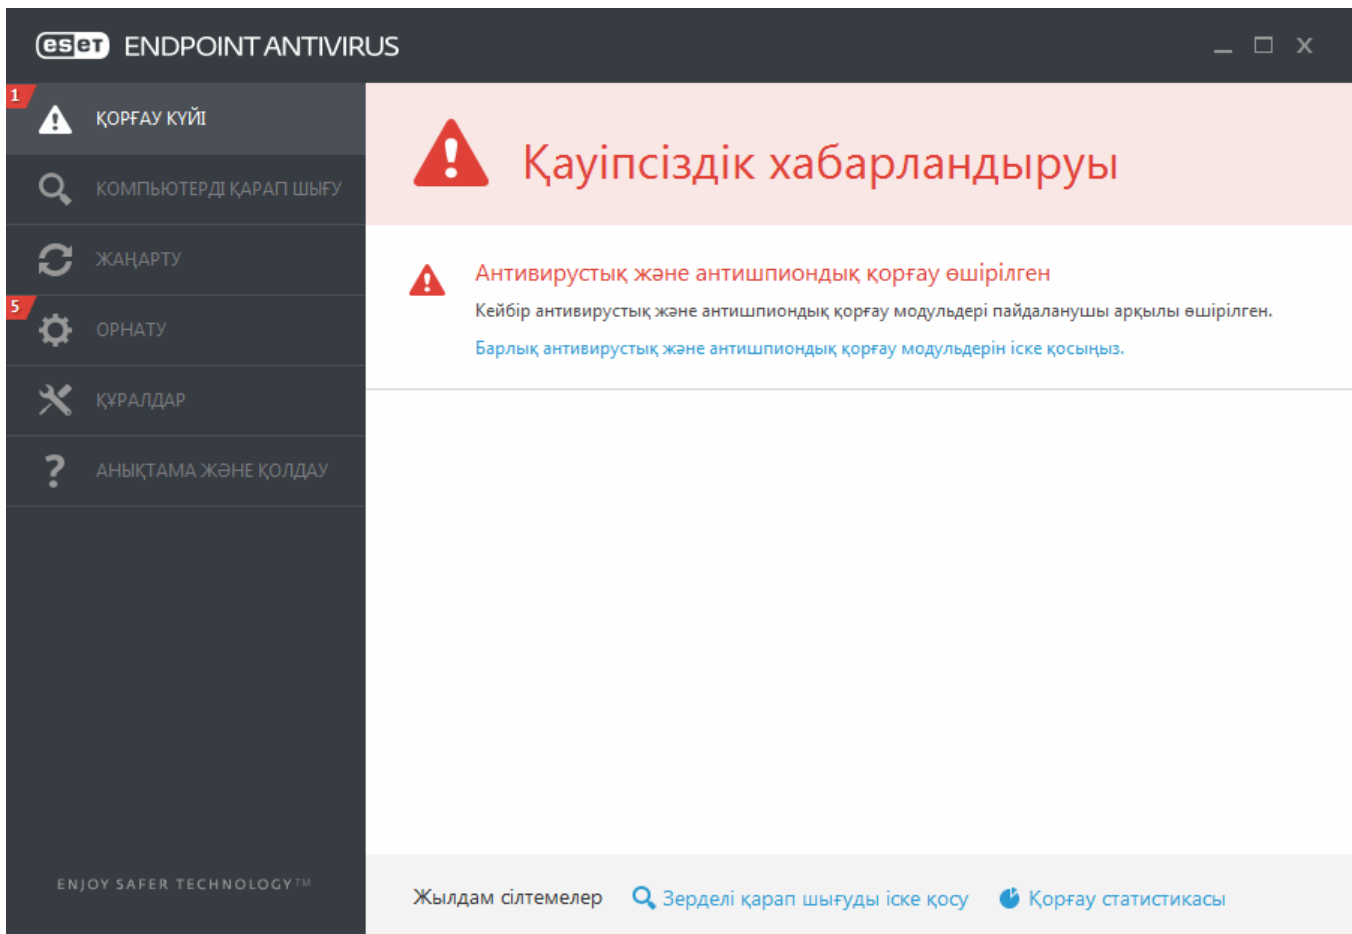 eset ENDPOINT ANTIVIRUS
1
ҚОРҒАУ КҮЙІ
КОМПЬЮТЕРДІ ҚАРАП ШЫҒУ
ЖАҢАРТУ
5
ОРНАТУ
ҚҰРАЛДАР
АНЫҚТАМА ЖӘНЕ ҚОЛДАУ
ENJOY SAFER TECHNOLOGY™
Қауіпсіздік хабарландыруы
Антивирустық және антишпиондық қорғау өшірілген
Кейбір антивирустық және антишпиондық қорғау модульдері пайдаланушы арқылы өшірілген.
Барлық антивирустық және антишпиондық қорғау модульдерін іске қосыңыз.
Жылдам сілтемелер Зерделі қарап шығуды іске қосу Қорғау статистикасы